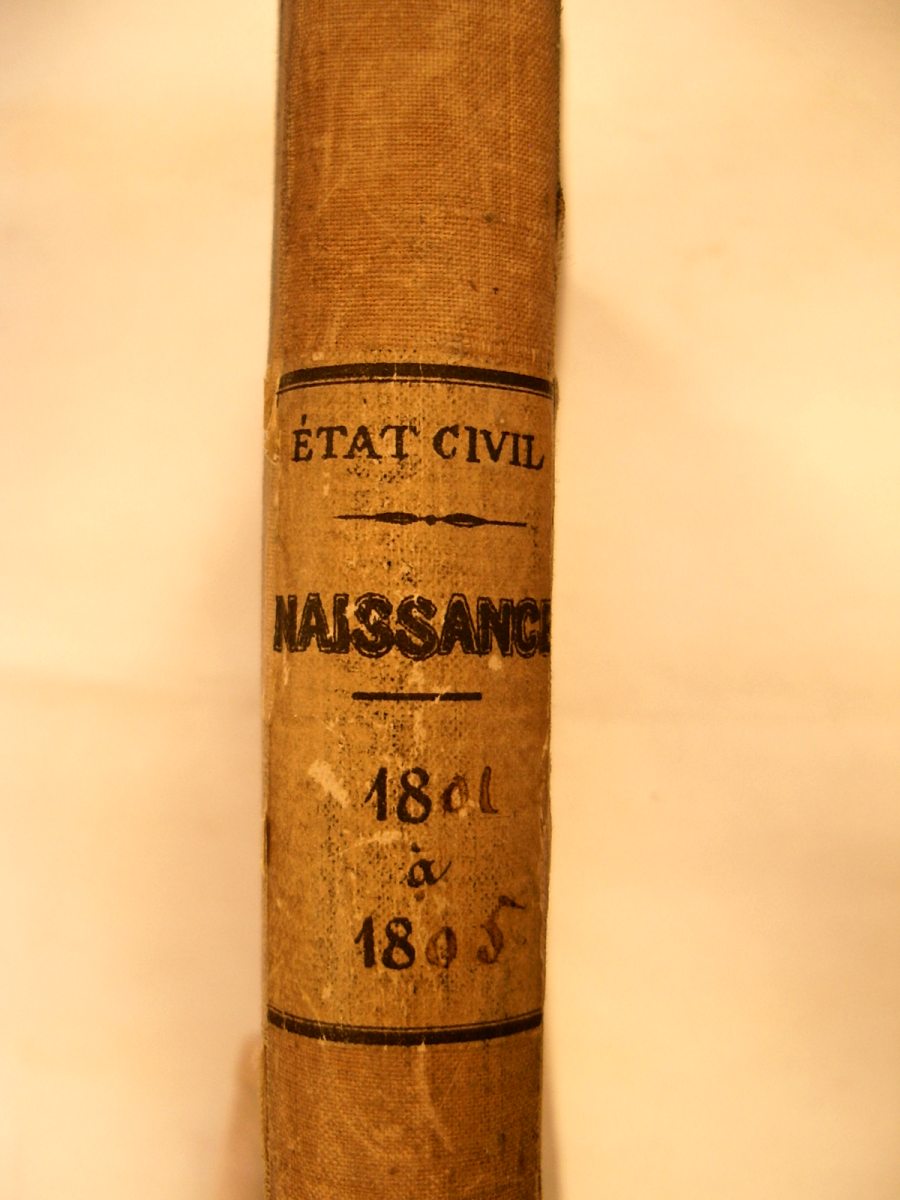 ÉTAT CIVIL
NAISSANCE
1801
à
1805